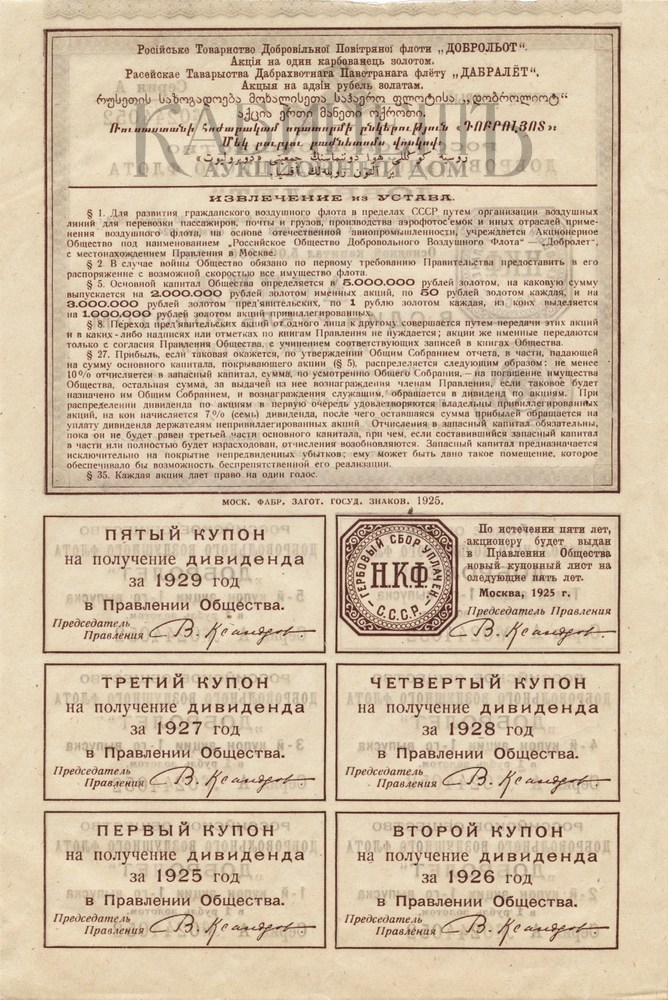 Російське Товариство Добровільної Повітряної флоти „ДОБРОЛЬОТ“.
Акція на один карбованець золотом.
Расейскае Таварыства Дабрахвотнага Паветранага флёту „ДАБРАЛЁТ“.
Акцыя на адзін рубель золатам.
რუსეთის საზოგადოება მოხალისეთა საჰაერო ფლოტისა „დობროლიოტ“
აქცია ერთი მანეთი ოქროთი.
КАБИНЕТЪ
АУКЦИОННЫЙ ДОМ
ИЗВЛЕЧЕНИЕ из УСТАВА.
§ 1. Для развития гражданского воздушного флота в пределах СССР путем организации воздушных
линий для перевозки пассажиров, почты и грузов, производства аэрофотос'емок и иных отраслей приме-
нения воздушного флота, на основе отечественной авиопромышленности, учреждается Акционерное
Общество под наименованием „Российское Общество Добровольного Воздушного Флота“ — „Добролет“,
с местонахождением Правления в Москве.
§ 2. В случае войны Общество обязано по первому требованию Правительства предоставить в его
распоряжение с возможной скоростью все имущество флота.
§ 5. Основной капитал Общества определяется в 5.000.000 рублей золотом, на каковую сумму
выпускается на 2.000.000 рублей золотом именных акций, по 50 рублей золотом каждая, и на
3.000.000 рублей золотом пред'явительских, по 1 рублю золотом каждая, из коих выделяется
на 1.000.000 рублей золотом акций привиллегированных.
§ 8. Переход пред'явительских акций от одного лица к другому совершается путем передачи этих акций
и в каких-либо надписях или отметках по книгам Правления не нуждается; акции же именные передаются
только с согласия Правления Общества, с учинением соответствующих записей в книгах Общества.
§ 27. Прибыль, если таковая окажется, по утверждении Общим Собранием отчета, в части, падающей
на сумму основного капитала, покрывающего акции (§ 5), распределяется следующим образом: не менее
10% отчисляется в запасный капитал, сумма, по усмотрению Общего Собрания, — на погашение имущества
Общества, остальная сумма, за выдачей из нее вознаграждения членам Правления, если таковое будет
назначено им Общим Собранием, и вознаграждения служащим, обращается в дивиденд по акциям. При
распределении дивиденда по акциям в первую очередь удовлетворяются владельцы привиллегированных
акций, на кои начисляется 7% (семь) дивиденда, после чего оставшаяся сумма прибылей обращается на
уплату дивиденда держателям непривиллегированных акций. Отчисления в запасный капитал обязательны,
пока он не будет равен третьей части основного капитала, при чем, если составившийся запасный капитал
в части или полностью будет израсходован, отчисления возобновляются. Запасный капитал предназначается
исключительно на покрытие непредвиденных убытков; ему может быть дано такое помещение, которое
обеспечивало бы возможность беспрепятственной его реализации.
§ 35. Каждая акция дает право на один голос.
МОСК. ФАБР. ЗАГОТ. ГОСУД. ЗНАКОВ. 1925.
ПЯТЫЙ КУПОН
на получение дивиденда
за 1929 год
в Правлении Общества.
Председатель
Правления
ГЕРБОВЫЙ СБОР УПЛАЧЕН.
Н.К.Ф.
— С.С.С.Р. —
По истечении пяти лет,
акционеру будет выдан
в Правлении Общества
новый купонный лист на
следующие пять лет.
Москва, 1925 г.
Председатель Правления
ТРЕТИЙ КУПОН
на получение дивиденда
за 1927 год
в Правлении Общества.
Председатель
Правления
ЧЕТВЕРТЫЙ КУПОН
на получение дивиденда
за 1928 год
в Правлении Общества.
Председатель
Правления
ПЕРВЫЙ КУПОН
на получение дивиденда
за 1925 год
в Правлении Общества.
Председатель
Правления
ВТОРОЙ КУПОН
на получение дивиденда
за 1926 год
в Правлении Общества.
Председатель
Правления